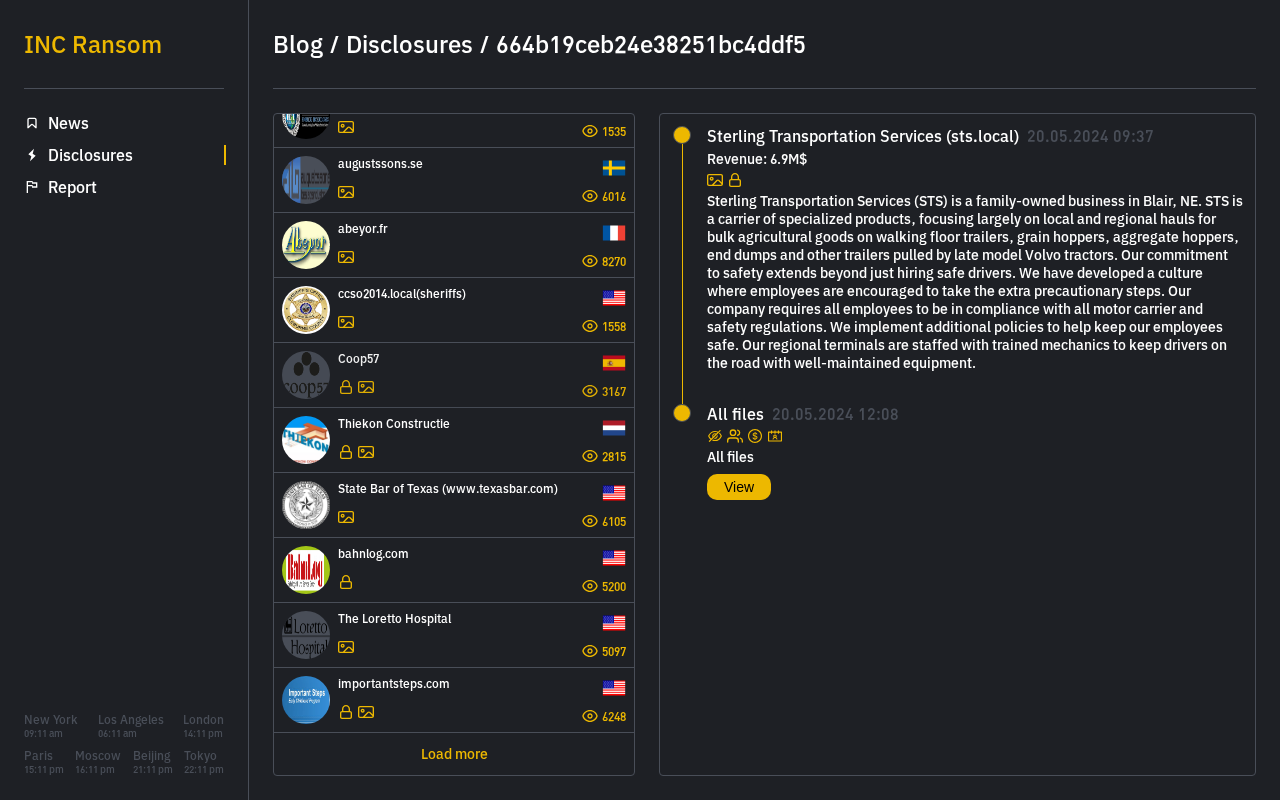 INC Ransom
News
Disclosures
Report
New York Los Angeles London
09:11 am 06:11 am 14:11 pm
Paris Moscow Beijing Tokyo
15:11 pm 16:11 pm 21:11 pm 22:11 pm
Blog / Disclosures / 664b19ceb24e38251bc4ddf5
1535
augustssons.se
6016
abeyor.fr
Abeyor
8270
ccso2014.local(sheriffs)
1558
Coop57
coop57
3167
Thiekon Constructie
THIEKON
2815
State Bar of Texas (www.texasbar.com)
6105
bahnlog.com
BahnLog
5200
The Loretto Hospital
Loretto
Hospital
5097
importantsteps.com
Important Steps
6248
Load more
Sterling Transportation Services (sts.local) 20.05.2024 09:37
Revenue: 6.9M$
Sterling Transportation Services (STS) is a family-owned business in Blair, NE. STS is
a carrier of specialized products, focusing largely on local and regional hauls for
bulk agricultural goods on walking floor trailers, grain hoppers, aggregate hoppers,
end dumps and other trailers pulled by late model Volvo tractors. Our commitment
to safety extends beyond just hiring safe drivers. We have developed a culture
where employees are encouraged to take the extra precautionary steps. Our
company requires all employees to be in compliance with all motor carrier and
safety regulations. We implement additional policies to help keep our employees
safe. Our regional terminals are staffed with trained mechanics to keep drivers on
the road with well-maintained equipment.
All files 20.05.2024 12:08
All files
View